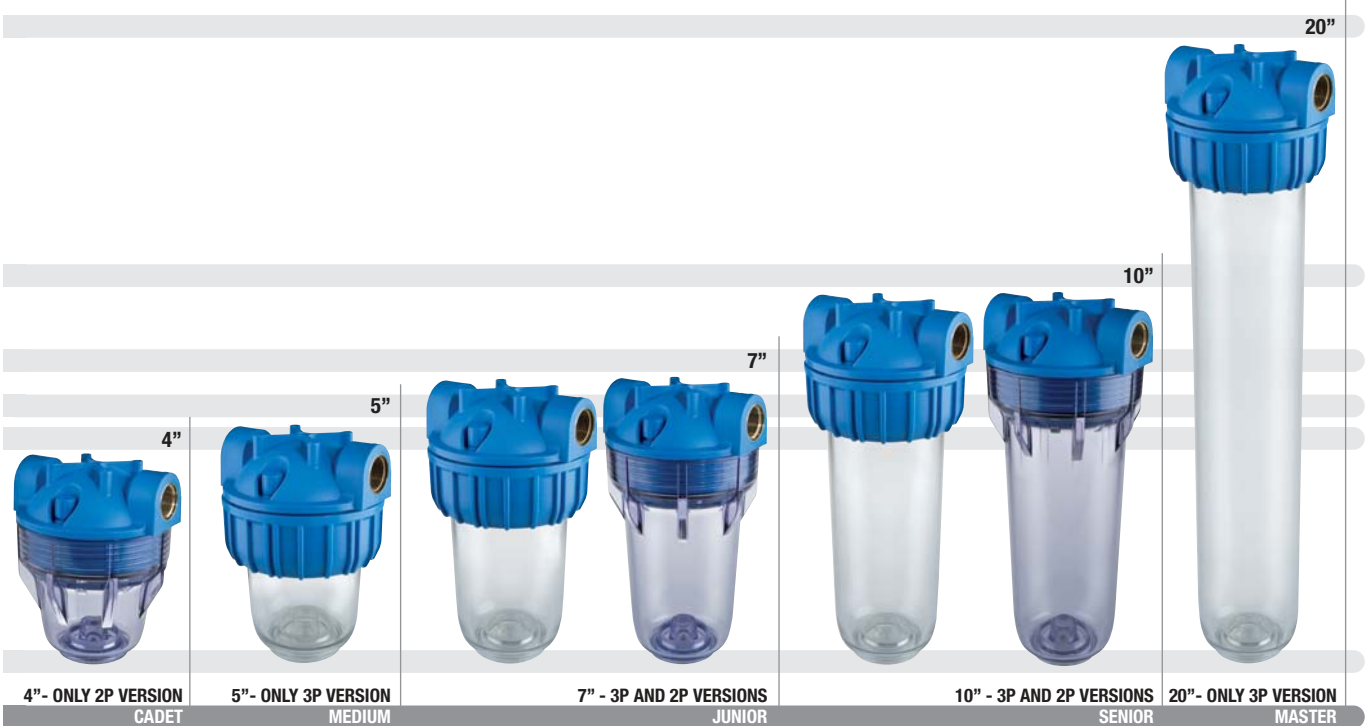 20”
10”
7”
5”
4”
4”- ONLY 2P VERSION
5”- ONLY 3P VERSION
7” - 3P AND 2P VERSIONS
10” - 3P AND 2P VERSIONS
20”- ONLY 3P VERSION
CADET
MEDIUM
JUNIOR
SENIOR
MASTER